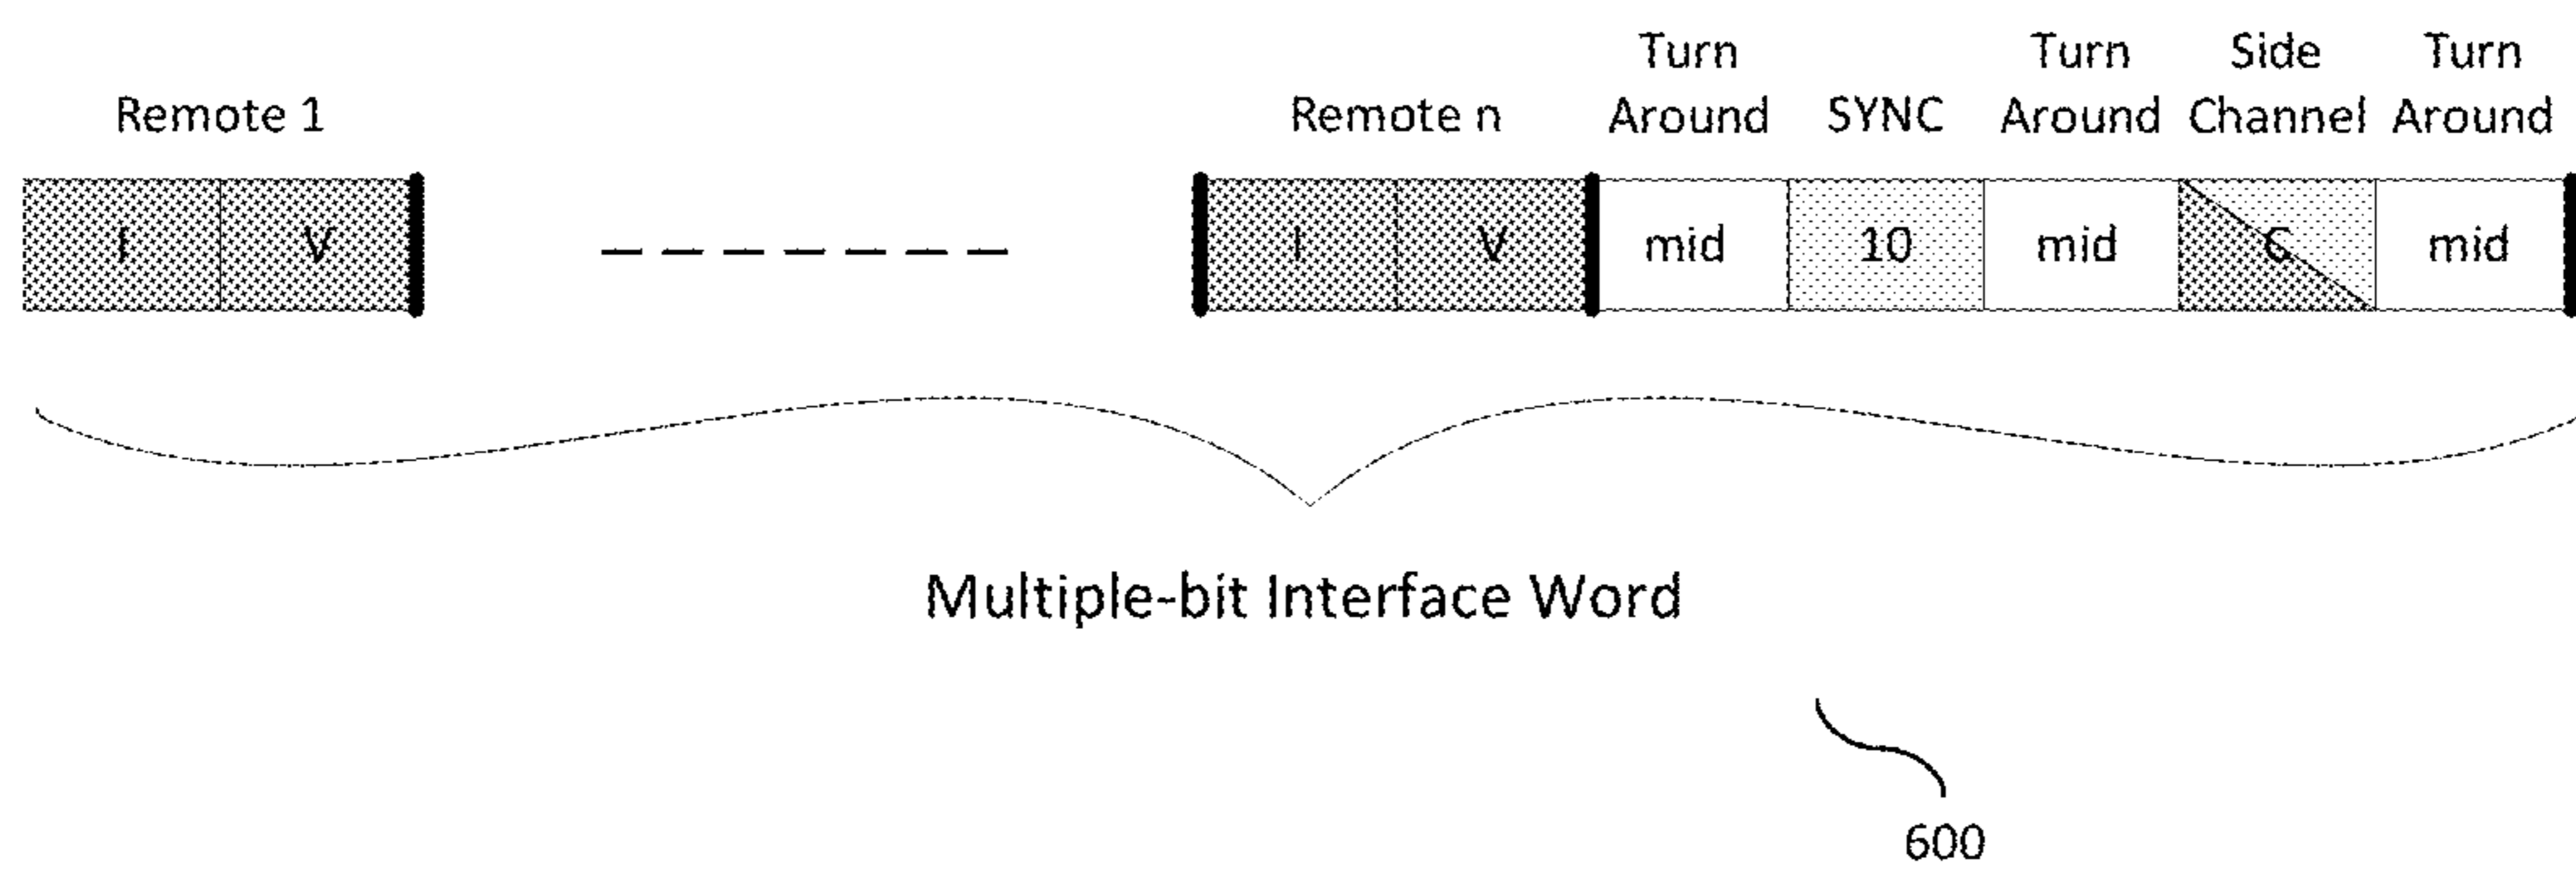 Remote 1
Remote n
Turn
Around
SYNC
Turn
Around
Side
Channel
Turn
Around
I
V
I
V
mid
10
mid
C
mid
Multiple-bit Interface Word
600